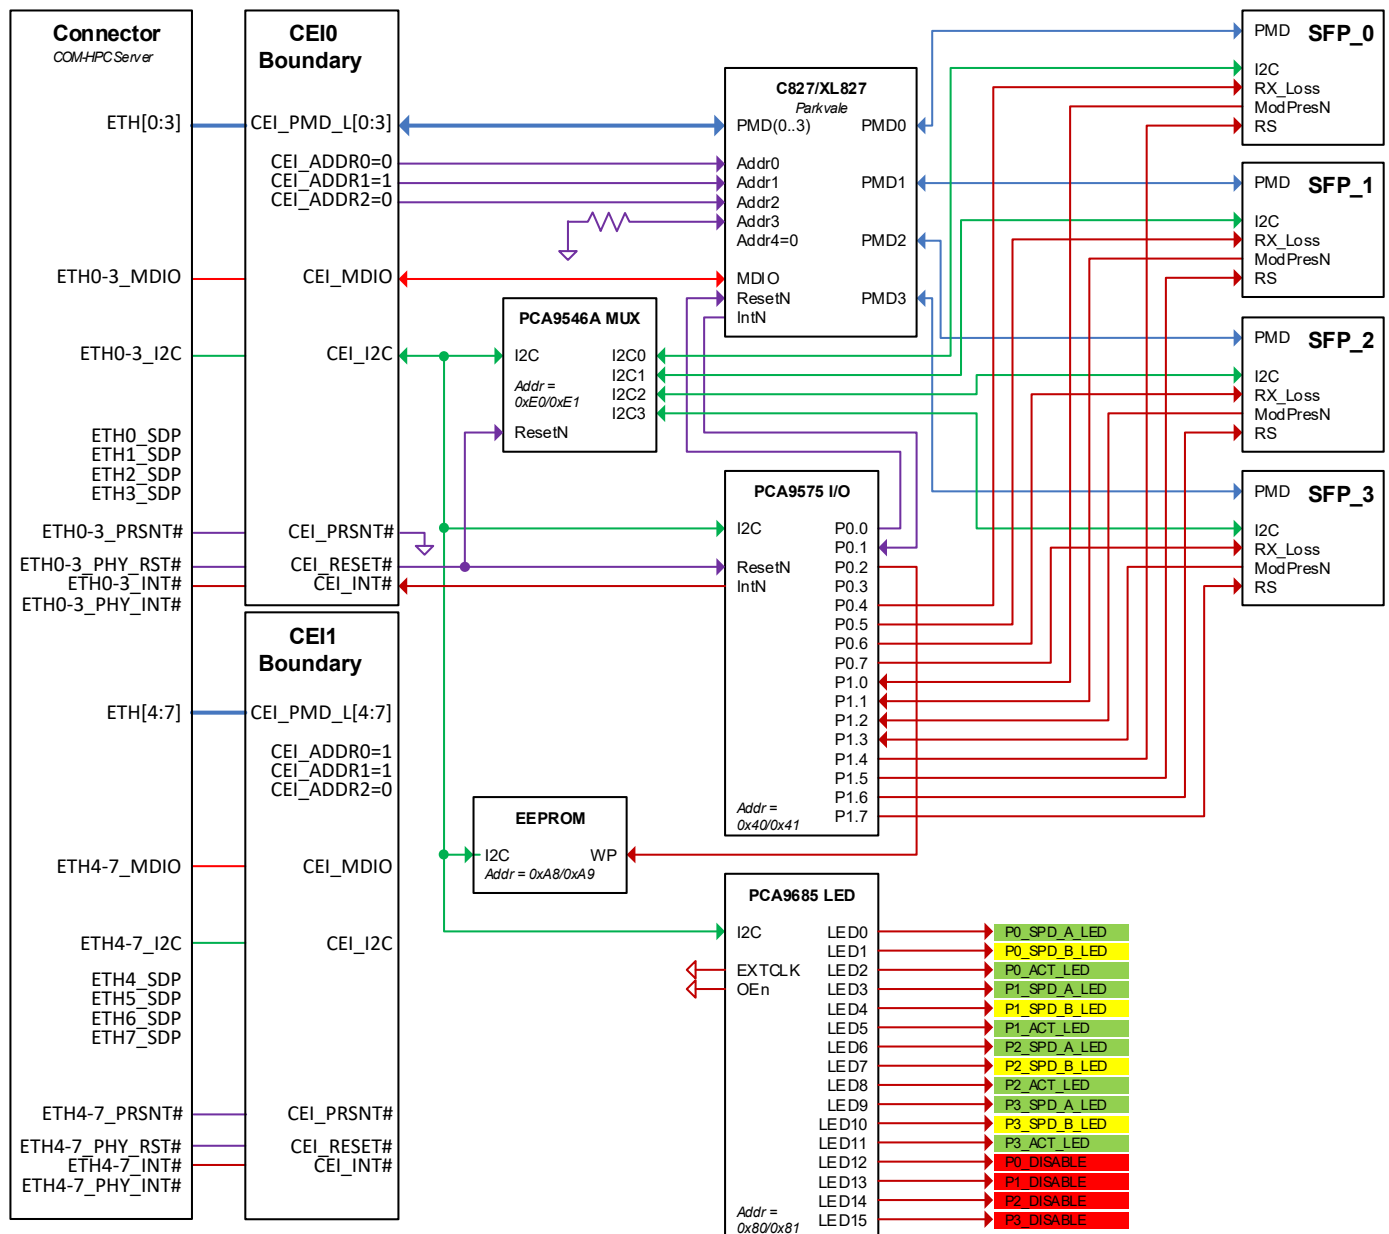 Connector
COM-HPC Server
ETH[0:3]
ETH0-3_MDIO
ETH0-3_I2C
ETH0_SDP
ETH1_SDP
ETH2_SDP
ETH3_SDP
ETH0-3_PRSNT#
ETH0-3_PHY_RST#
ETH0-3_INT#
ETH0-3_PHY_INT#
ETH[4:7]
ETH4-7_MDIO
ETH4-7_I2C
ETH4_SDP
ETH5_SDP
ETH6_SDP
ETH7_SDP
ETH4-7_PRSNT#
ETH4-7_PHY_RST#
ETH4-7_INT#
ETH4-7_PHY_INT#
CEI0
Boundary
CEI_PMD_L[0:3]
CEI_ADDR0=0
CEI_ADDR1=1
CEI_ADDR2=0
CEI_MDIO
CEI_I2C
CEI_PRSNT#
CEI_RESET#
CEI_INT#
CEI1
Boundary
CEI_PMD_L[4:7]
CEI_ADDR0=1
CEI_ADDR1=1
CEI_ADDR2=0
CEI_MDIO
CEI_I2C
CEI_PRSNT#
CEI_RESET#
CEI_INT#
C827/XL827
Parkvale
PMD(0..3) PMD0
Addr0
Addr1 PMD1
Addr2
Addr3
Addr4=0 PMD2
MDIO
ResetN PMD3
IntN
PCA9546A MUX
I2C I2C0
I2C1
Addr =
0xE0/0xE1
I2C2
I2C3
ResetN
PCA9575 I/O
I2C P0.0
P0.1
ResetN P0.2
IntN P0.3
P0.4
P0.5
P0.6
P0.7
P1.0
P1.1
P1.2
P1.3
P1.4
P1.5
P1.6
P1.7
Addr =
0x40/0x41
EEPROM
I2C WP
Addr = 0xA8/0xA9
PCA9685 LED
I2C
EXTCLK
OEn
Addr =
0x80/0x81
LED0 P0_SPD_A_LED
LED1 P0_SPD_B_LED
LED2 P0_ACT_LED
LED3 P1_SPD_A_LED
LED4 P1_SPD_B_LED
LED5 P1_ACT_LED
LED6 P2_SPD_A_LED
LED7 P2_SPD_B_LED
LED8 P2_ACT_LED
LED9 P3_SPD_A_LED
LED10 P3_SPD_B_LED
LED11 P3_ACT_LED
LED12 P0_DISABLE
LED13 P1_DISABLE
LED14 P2_DISABLE
LED15 P3_DISABLE
PMD SFP_0
I2C
RX_Loss
ModPresN
RS
PMD SFP_1
I2C
RX_Loss
ModPresN
RS
PMD SFP_2
I2C
RX_Loss
ModPresN
RS
PMD SFP_3
I2C
RX_Loss
ModPresN
RS